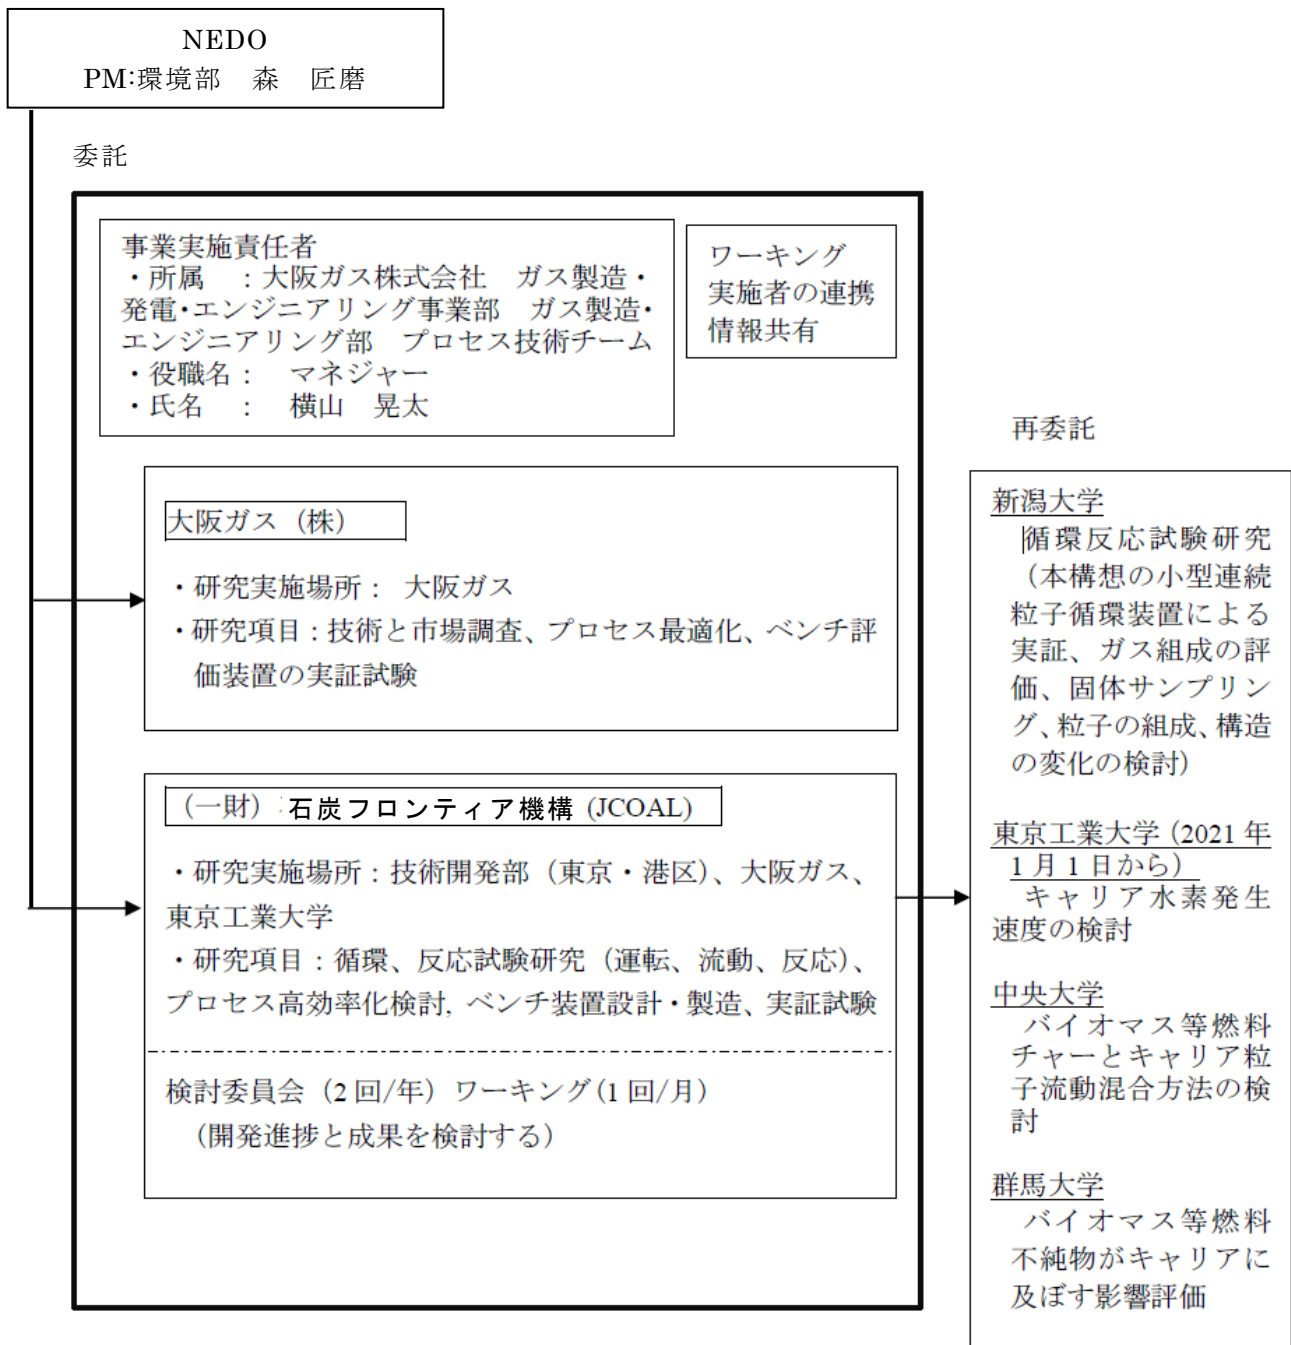 NEDO
PM:環境部　森　匠磨
委託
事業実施責任者
・所属　：大阪ガス株式会社　ガス製造・
発電・エンジニアリング事業部　ガス製造・
エンジニアリング部　プロセス技術チーム
・役職名：　マネジャー
・氏名　：　横山　晃太
ワーキング
実施者の連携
情報共有
大阪ガス（株）
・研究実施場所：　大阪ガス
・研究項目：技術と市場調査、プロセス最適化、ベンチ評
価装置の実証試験
（一財）石炭フロンティア機構 (JCOAL)
・研究実施場所：技術開発部（東京・港区）、大阪ガス、
東京工業大学
・研究項目：循環、反応試験研究（運転、流動、反応）、
プロセス高効率化検討, ベンチ装置設計・製造、実証試験
検討委員会（2 回/年）ワーキング(1 回/月)
（開発進捗と成果を検討する）
再委託
新潟大学
循環反応試験研究
（本構想の小型連続
粒子循環装置による
実証、ガス組成の評
価、固体サンプリン
グ、粒子の組成、構造
の変化の検討）
東京工業大学（2021 年
1 月 1 日から）
キャリア水素発生
速度の検討
中央大学
バイオマス等燃料
チャーとキャリア粒
子流動混合方法の検
討
群馬大学
バイオマス等燃料
不純物がキャリアに
及ぼす影響評価